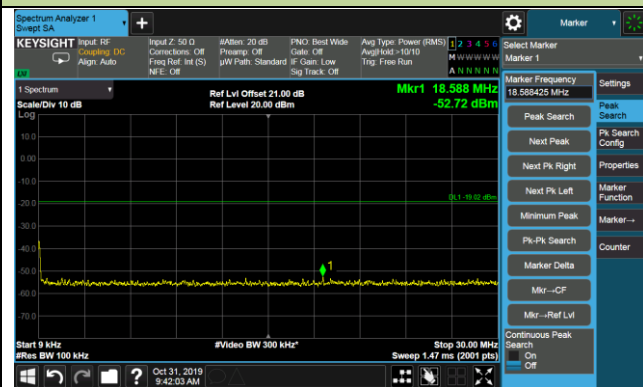 Spectrum Analyzer 1
Swept SA
Marker
KEYSIGHT
Input: RF
Coupling: DC
Align: Auto
Input Z: 50 Ω
Corrections: Off
Freq Ref: Int (S)
NFE: Off
#Atten: 20 dB
Preamp: Off
µW Path: Standard
PNO: Best Wide
Gate: Off
IF Gain: Low
Sig Track: Off
Avg Type: Power (RMS)
Avg|Hold:>10/10
Trig: Free Run
1 2 3 4 5 6
M W W W W W
A N N N N N
Select Marker
Marker 1
1 Spectrum
Scale/Div 10 dB
Log
Ref Lvl Offset 21.00 dB
Ref Level 20.00 dBm
Mkr1 18.588 MHz
-52.72 dBm
10.0
0.00
-10.0
-20.0
-30.0
-40.0
-50.0
-60.0
-70.0
DL1 -19.02 dBm
1
Start 9 kHz
#Res BW 100 kHz
#Video BW 300 kHz*
Stop 30.00 MHz
Sweep 1.47 ms (2001 pts)
Marker Frequency
18.588425 MHz
Peak Search
Next Peak
Next Pk Right
Next Pk Left
Minimum Peak
Pk-Pk Search
Marker Delta
Mkr→CF
Mkr→Ref Lvl
Continuous Peak
Search
On
Off
Settings
Peak
Search
Pk Search
Config
Properties
Marker
Function
Marker→
Counter
Oct 31, 2019
9:42:03 AM